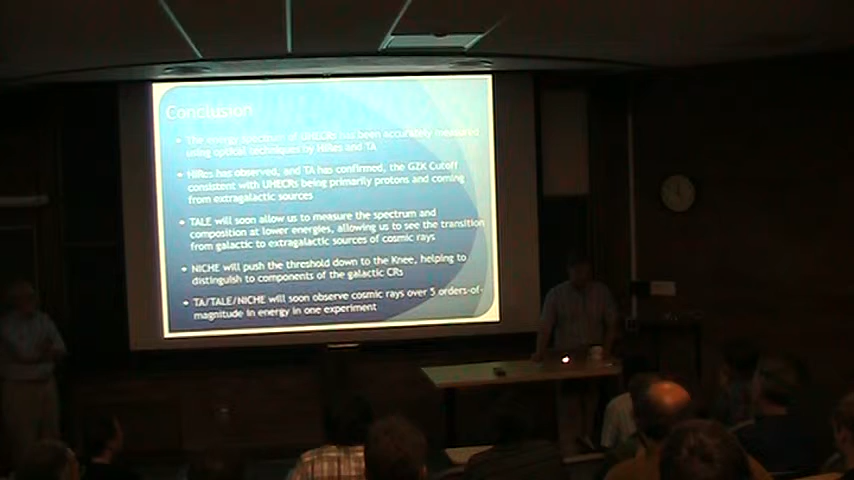 Conclusion
• The energy spectrum of UHECRs has been accurately measured
using optical techniques by HiRes and TA
• HiRes has observed, and TA has confirmed, the GZK Cutoff
consistent with UHECRs being primarily protons and coming
from extragalactic sources
• TALE will soon allow us to measure the spectrum and
composition at lower energies, allowing us to see the transition
from galactic to extragalactic sources of cosmic rays
• NICHE will push the threshold down to the Knee, helping to
distinguish to components of the galactic CRs
• TA/TALE/NICHE will soon observe cosmic rays over 5 orders-of-
magnitude in energy in one experiment